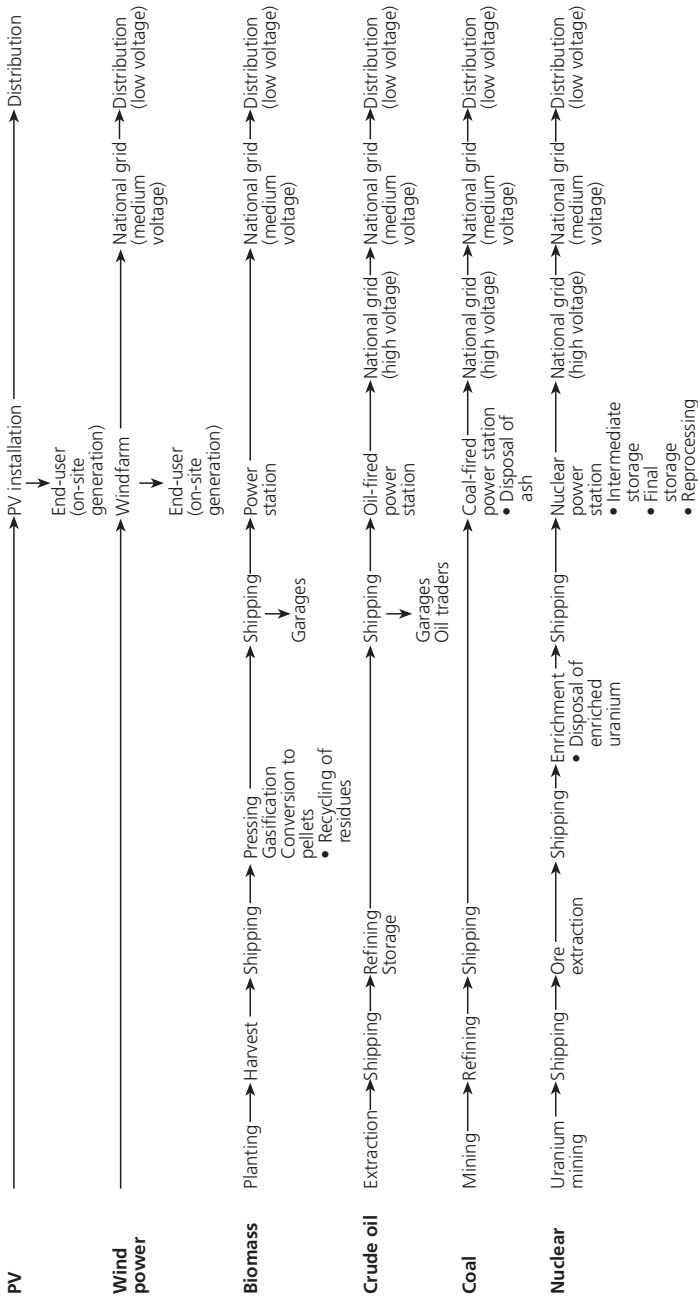 PV
PV installation
Distribution
End-user
(on-site
generation)
Wind
power
Windfarm
National grid
(medium
voltage)
Distribution
(low voltage)
End-user
(on-site
generation)
Biomass
Planting
Harvest
Shipping
Pressing
Gasification
Conversion to
pellets
• Recycling of
residues
Shipping
Garages
Power
station
National grid
(medium
voltage)
Distribution
(low voltage)
Crude oil
Extraction
Shipping
Refining
Storage
Shipping
Garages
Oil traders
Oil-fired
power
station
National grid
(high voltage)
National grid
(medium
voltage)
Distribution
(low voltage)
Coal
Mining
Refining
Shipping
Coal-fired
power station
• Disposal of
ash
National grid
(high voltage)
National grid
(medium
voltage)
Distribution
(low voltage)
Nuclear
Uranium
mining
Shipping
Ore
extraction
Shipping
Enrichment
• Disposal of
enriched
uranium
Shipping
Nuclear
power
station
• Intermediate
storage
• Final
storage
• Reprocessing
National grid
(high voltage)
National grid
(medium
voltage)
Distribution
(low voltage)